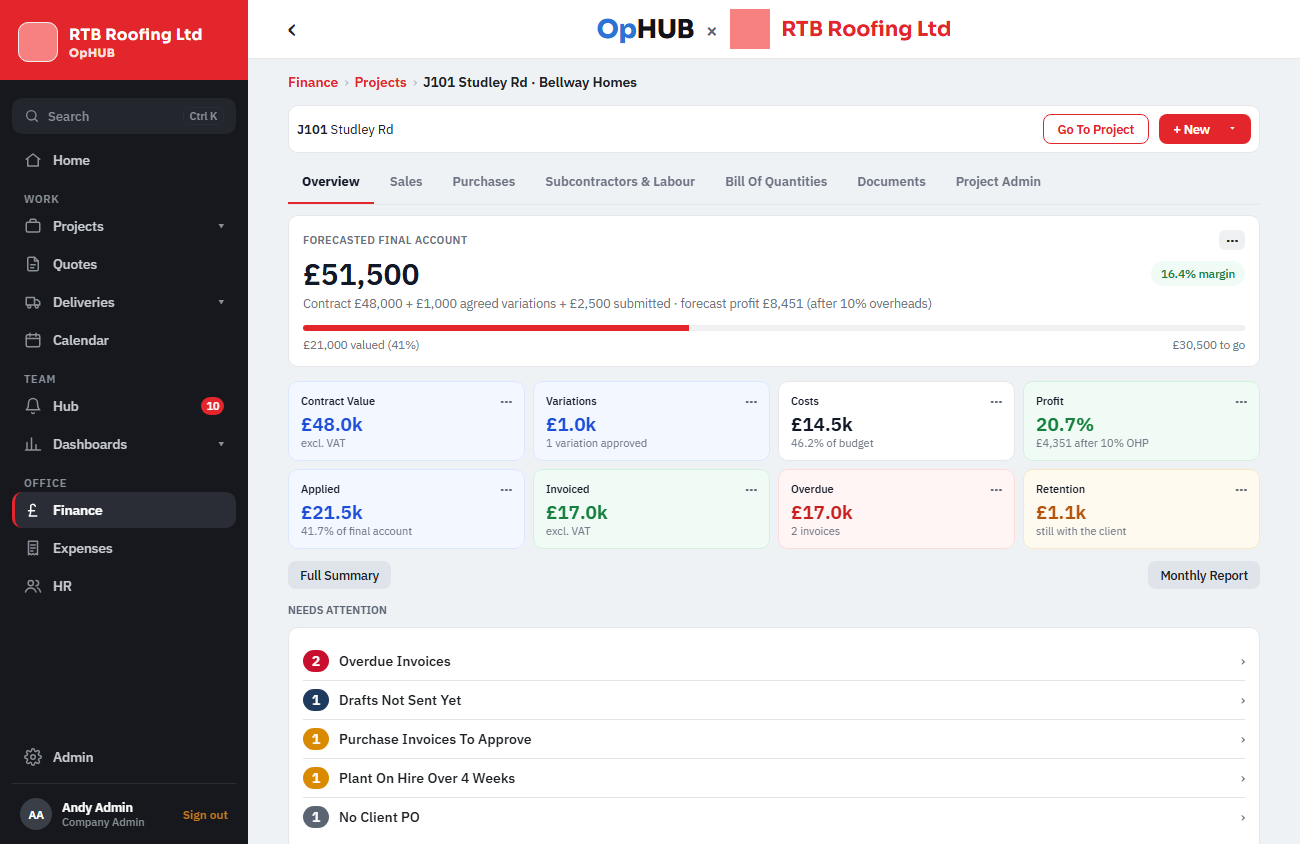 RTB Roofing Ltd
OpHUB
Search
Ctrl K
Home
WORK
Projects
Quotes
Deliveries
Calendar
TEAM
Hub
10
Dashboards
OFFICE
£ Finance
Expenses
HR
Admin
AA
Andy Admin
Company Admin
Sign out
OpHUB × RTB Roofing Ltd
Finance › Projects › J101 Studley Rd · Bellway Homes
J101 Studley Rd
Go To Project
+ New
Overview
Sales
Purchases
Subcontractors & Labour
Bill Of Quantities
Documents
Project Admin
FORECASTED FINAL ACCOUNT
£51,500
16.4% margin
Contract £48,000 + £1,000 agreed variations + £2,500 submitted · forecast profit £8,451 (after 10% overheads)
£21,000 valued (41%)
£30,500 to go
Contract Value
£48.0k
excl. VAT
Variations
£1.0k
1 variation approved
Costs
£14.5k
46.2% of budget
Profit
20.7%
£4,351 after 10% OHP
Applied
£21.5k
41.7% of final account
Invoiced
£17.0k
excl. VAT
Overdue
£17.0k
2 invoices
Retention
£1.1k
still with the client
Full Summary
Monthly Report
NEEDS ATTENTION
2 Overdue Invoices
1 Drafts Not Sent Yet
1 Purchase Invoices To Approve
1 Plant On Hire Over 4 Weeks
1 No Client PO